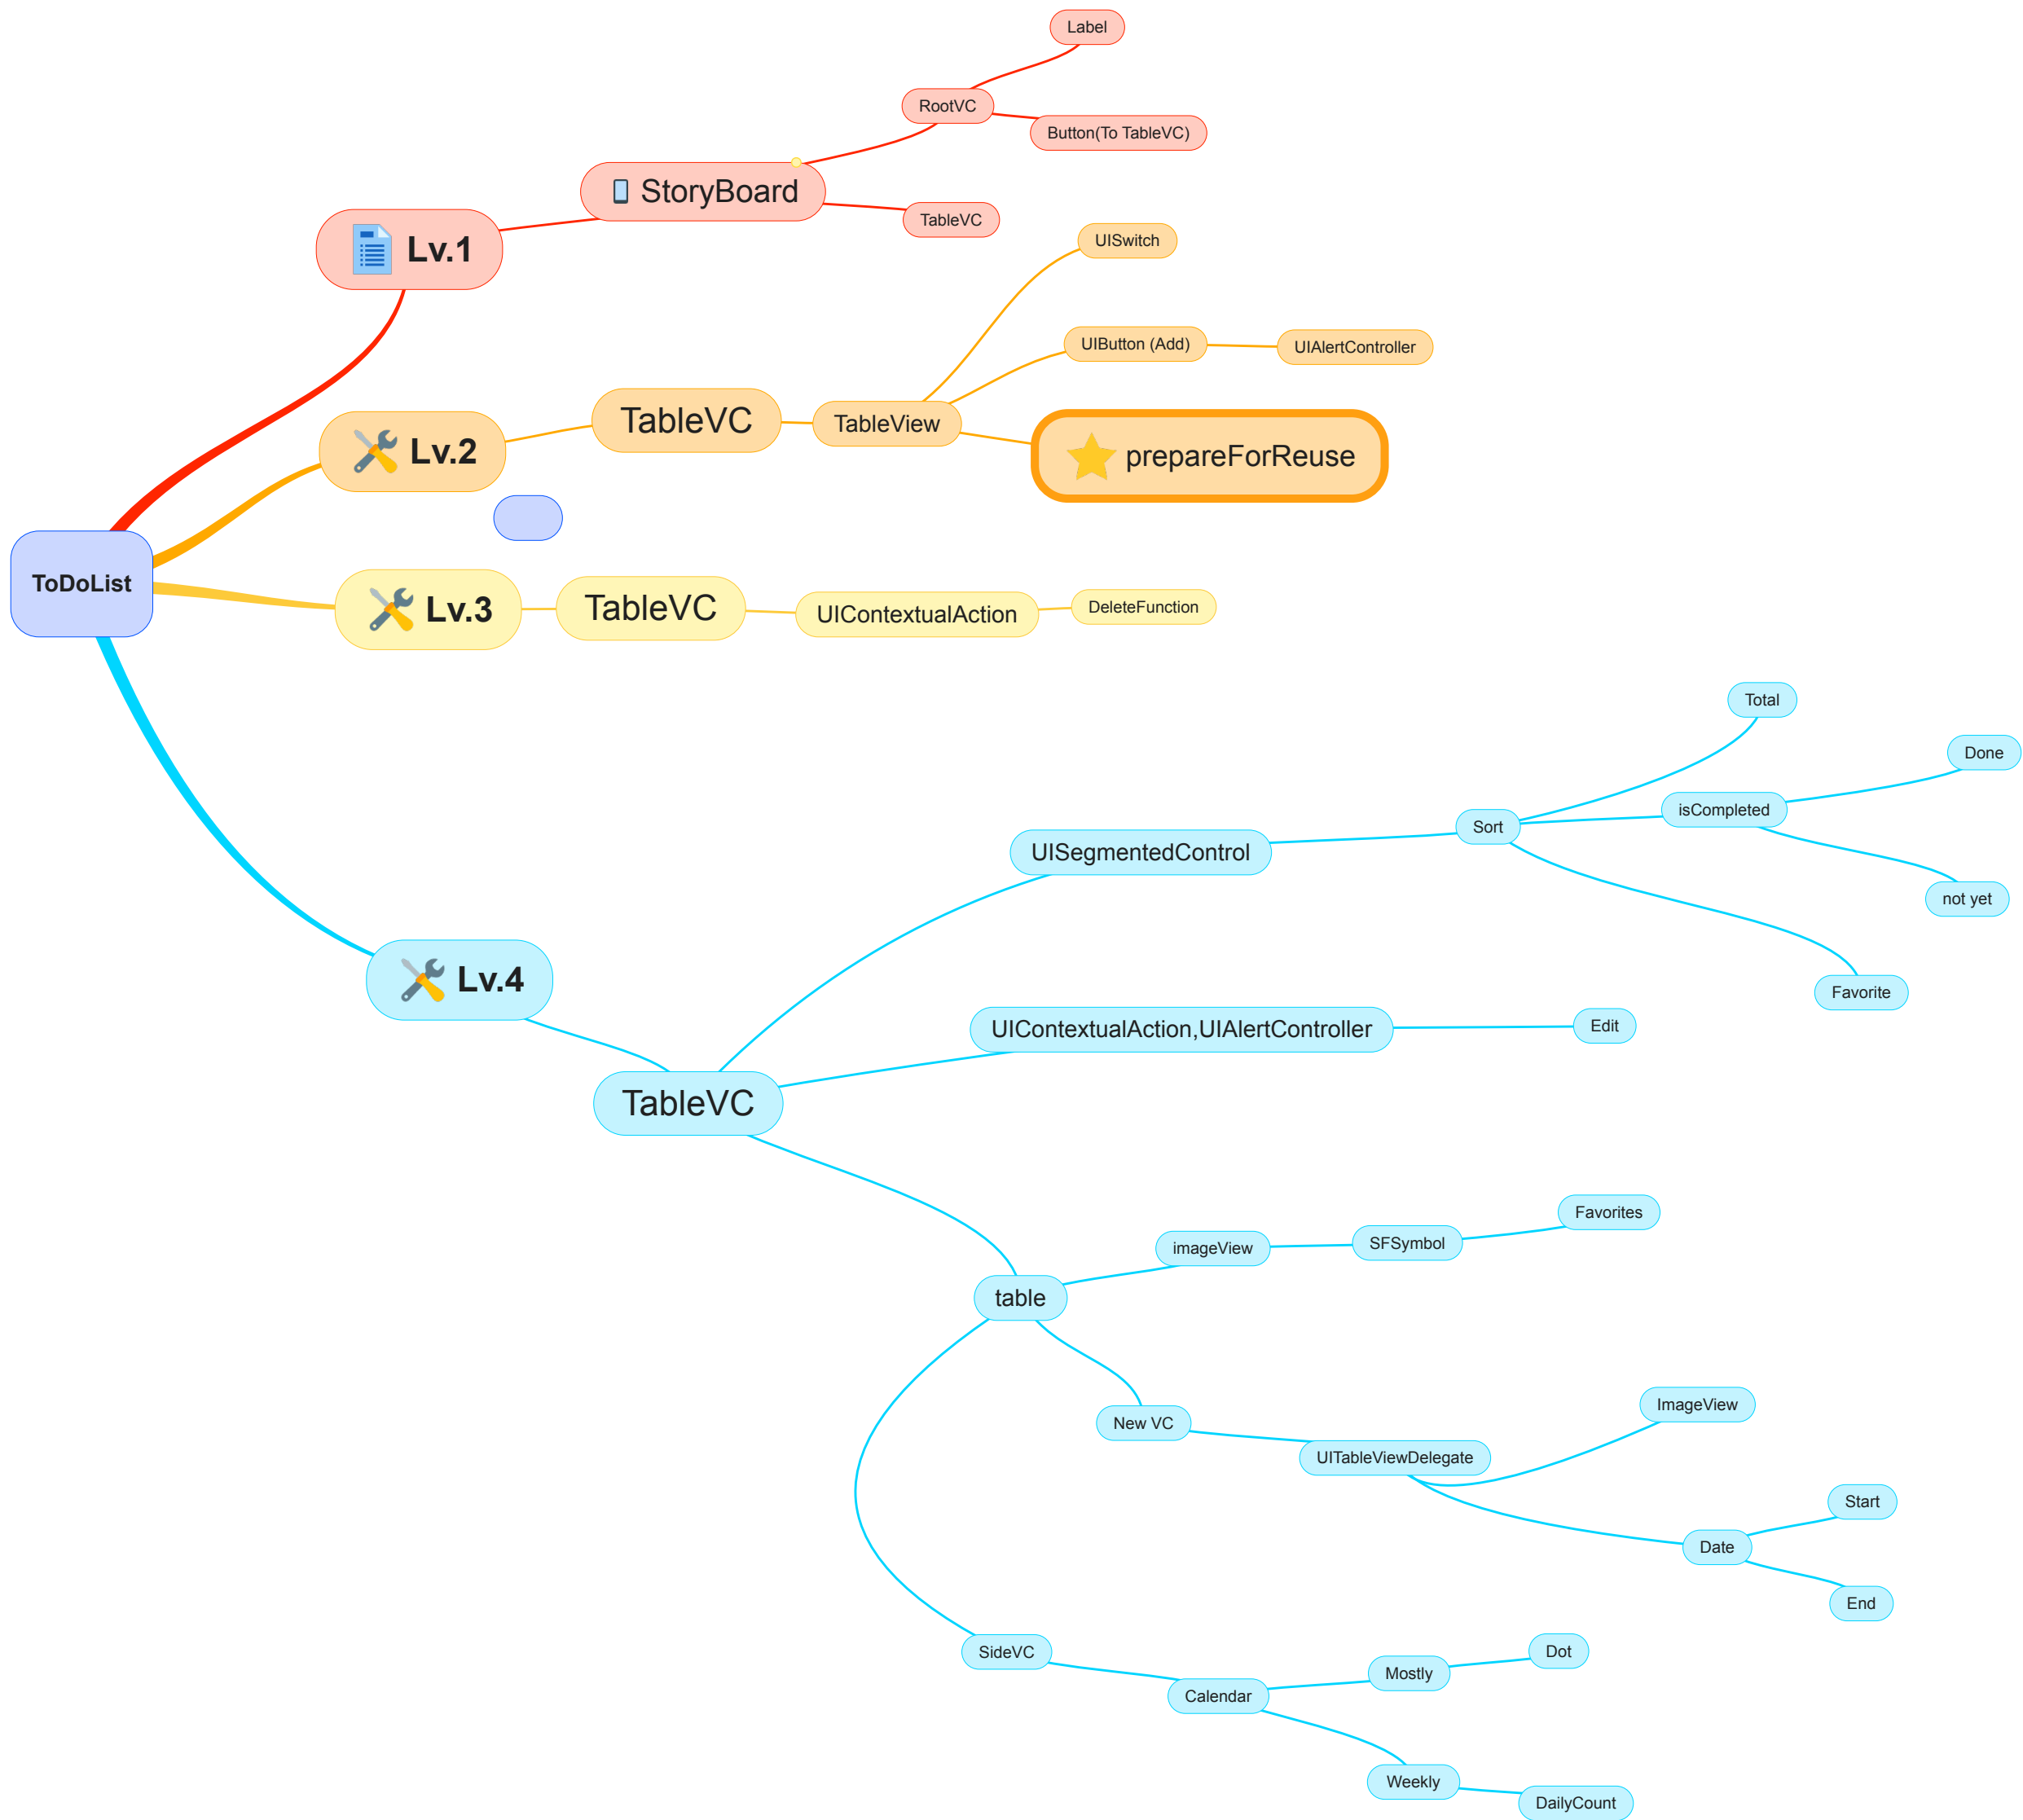 ToDoList
Lv.1
StoryBoard
RootVC
Label
Button(To TableVC)
TableVC
Lv.2
TableVC
TableView
UISwitch
UIButton (Add)
UIAlertController
prepareForReuse
Lv.3
TableVC
UIContextualAction
DeleteFunction
Lv.4
TableVC
UISegmentedControl
Sort
Total
isCompleted
Done
not yet
Favorite
UIContextualAction,UIAlertController
Edit
table
imageView
SFSymbol
Favorites
New VC
UITableViewDelegate
ImageView
Date
Start
End
SideVC
Calendar
Mostly
Dot
Weekly
DailyCount